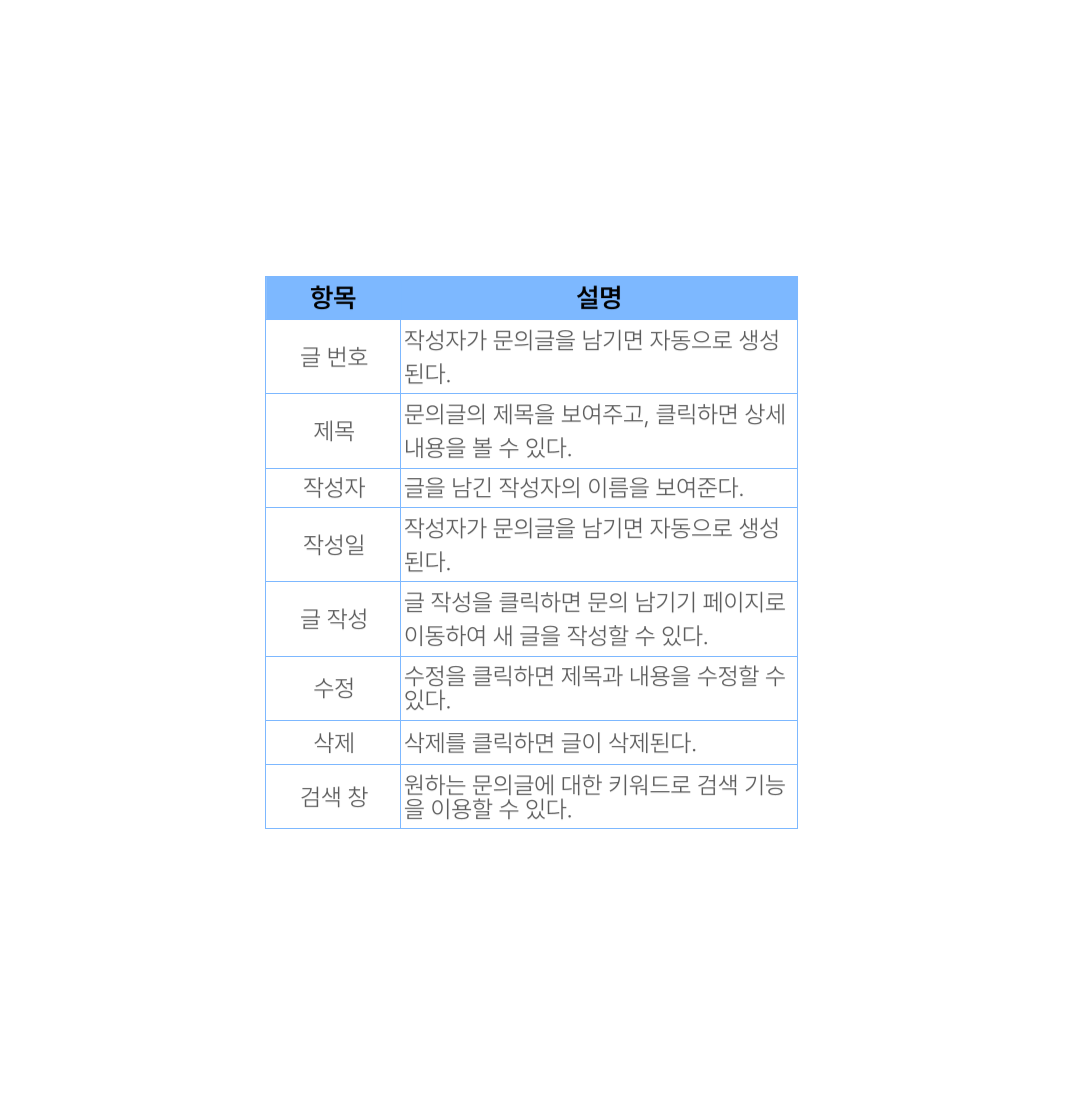 항목 설명
글 번호 작성자가 문의글을 남기면 자동으로 생성
된다.
제목 문의글의 제목을 보여주고, 클릭하면 상세
내용을 볼 수 있다.
작성자 글을 남긴 작성자의 이름을 보여준다.
작성일 작성자가 문의글을 남기면 자동으로 생성
된다.
글 작성 글 작성을 클릭하면 문의 남기기 페이지로
이동하여 새 글을 작성할 수 있다.
수정 수정을 클릭하면 제목과 내용을 수정할 수
있다.
삭제 삭제를 클릭하면 글이 삭제된다.
검색 창 원하는 문의글에 대한 키워드로 검색 기능
을 이용할 수 있다.